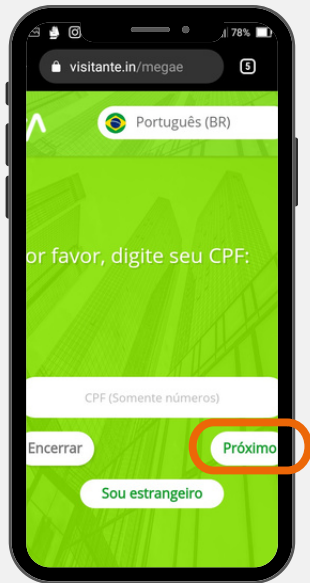 78%
visitante.in/megae
5
Português (BR)
or favor, digite seu CPF:
CPF (Somente números)
Encerrar
Próximo
Sou estrangeiro